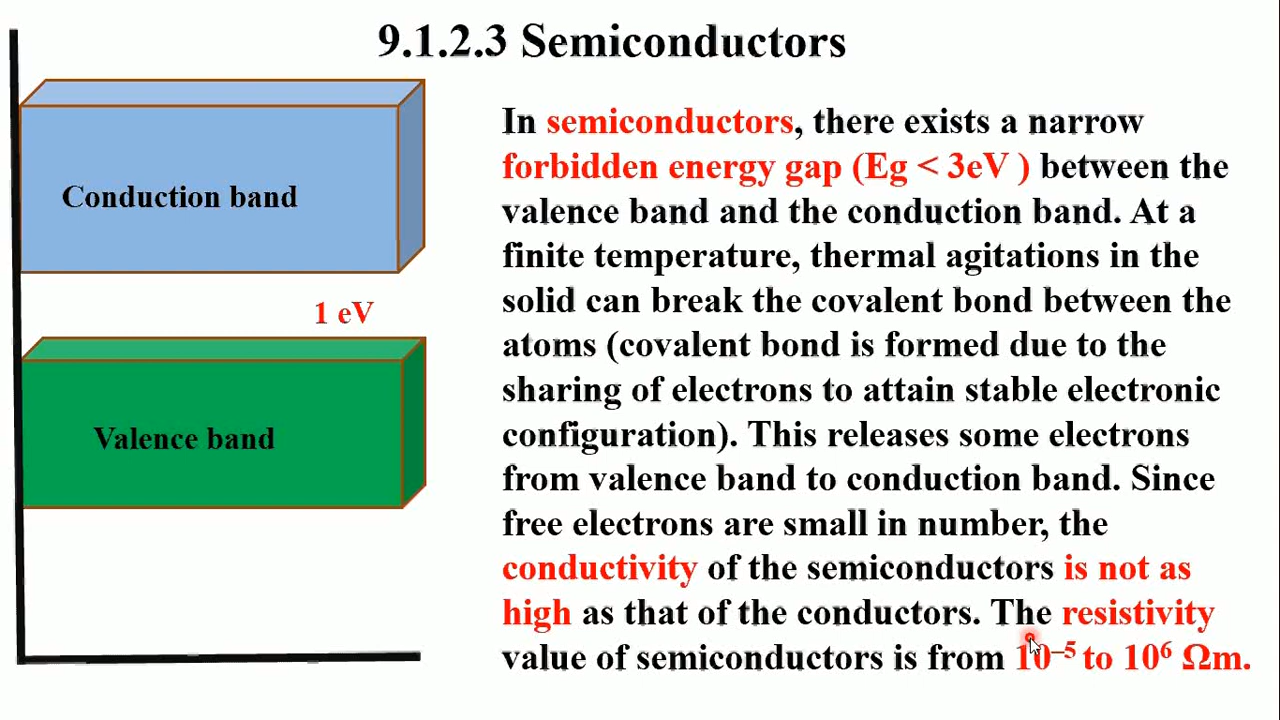 9.1.2.3 Semiconductors
Conduction band
1 eV
Valence band
In semiconductors, there exists a narrow
forbidden energy gap (Eg < 3eV ) between the
valence band and the conduction band. At a
finite temperature, thermal agitations in the
solid can break the covalent bond between the
atoms (covalent bond is formed due to the
sharing of electrons to attain stable electronic
configuration). This releases some electrons
from valence band to conduction band. Since
free electrons are small in number, the
conductivity of the semiconductors is not as
high as that of the conductors. The resistivity
value of semiconductors is from 10⁻⁵ to 10⁶ Ωm.